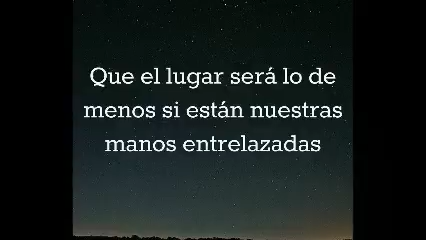 Que el lugar será lo de
menos si están nuestras
manos entrelazadas